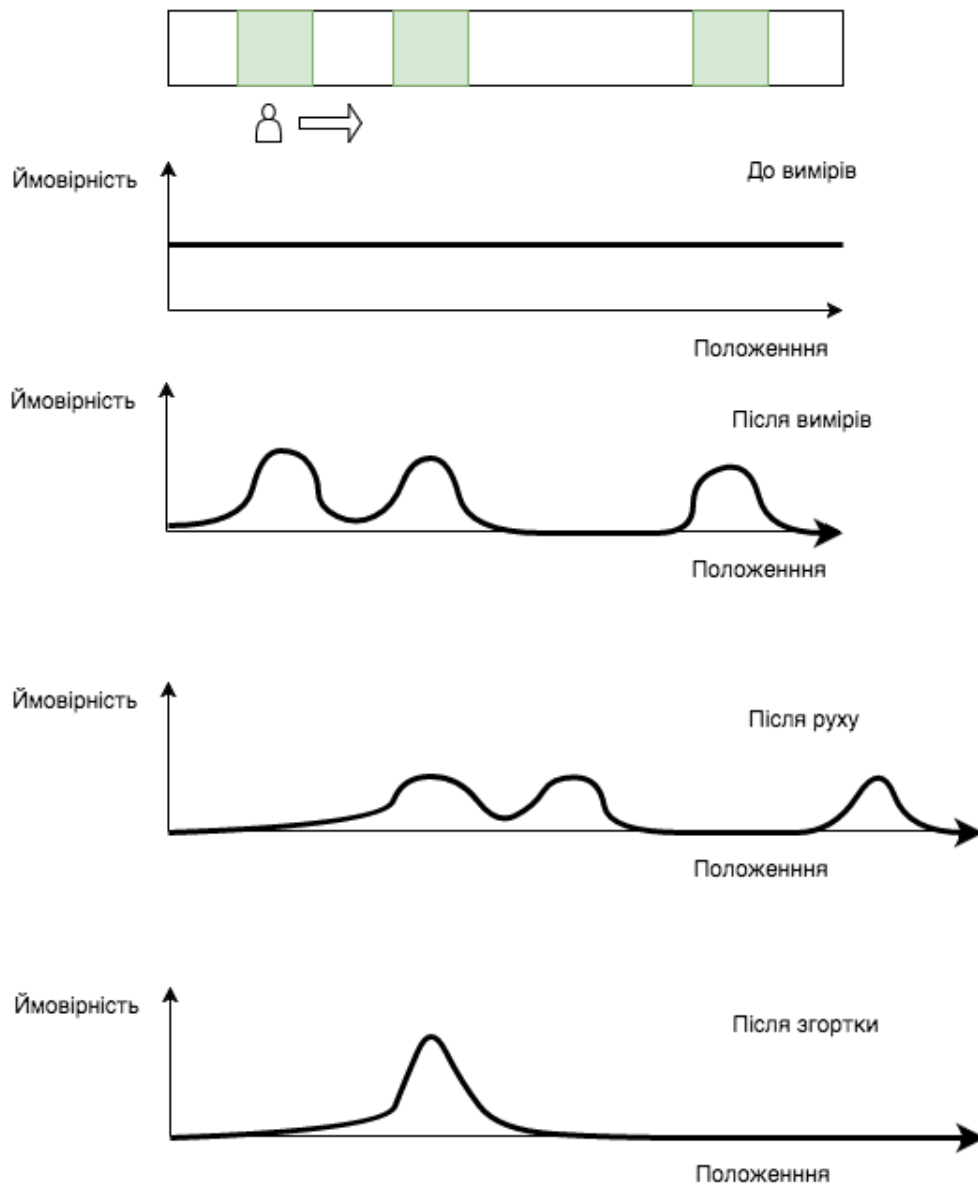 Ймовірність
До вимірів
Положенння
Ймовірність
Після вимірів
Положенння
Ймовірність
Після руху
Положенння
Ймовірність
Після згортки
Положенння